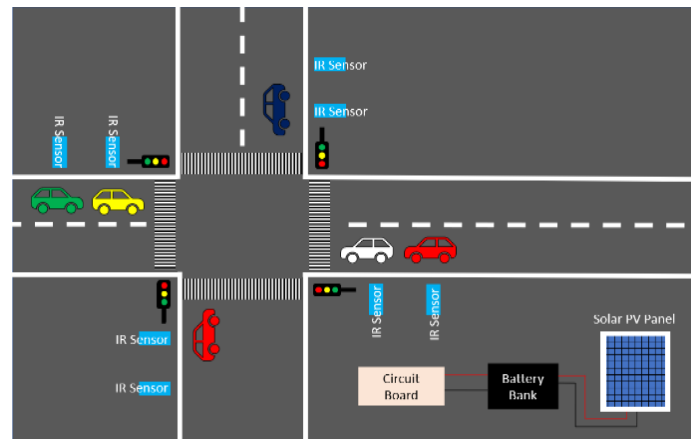 IR Sensor
IR Sensor
IR Sensor
IR Sensor
IR Sensor
IR Sensor
IR Sensor
IR Sensor
Solar PV Panel
Circuit
Board
Battery
Bank